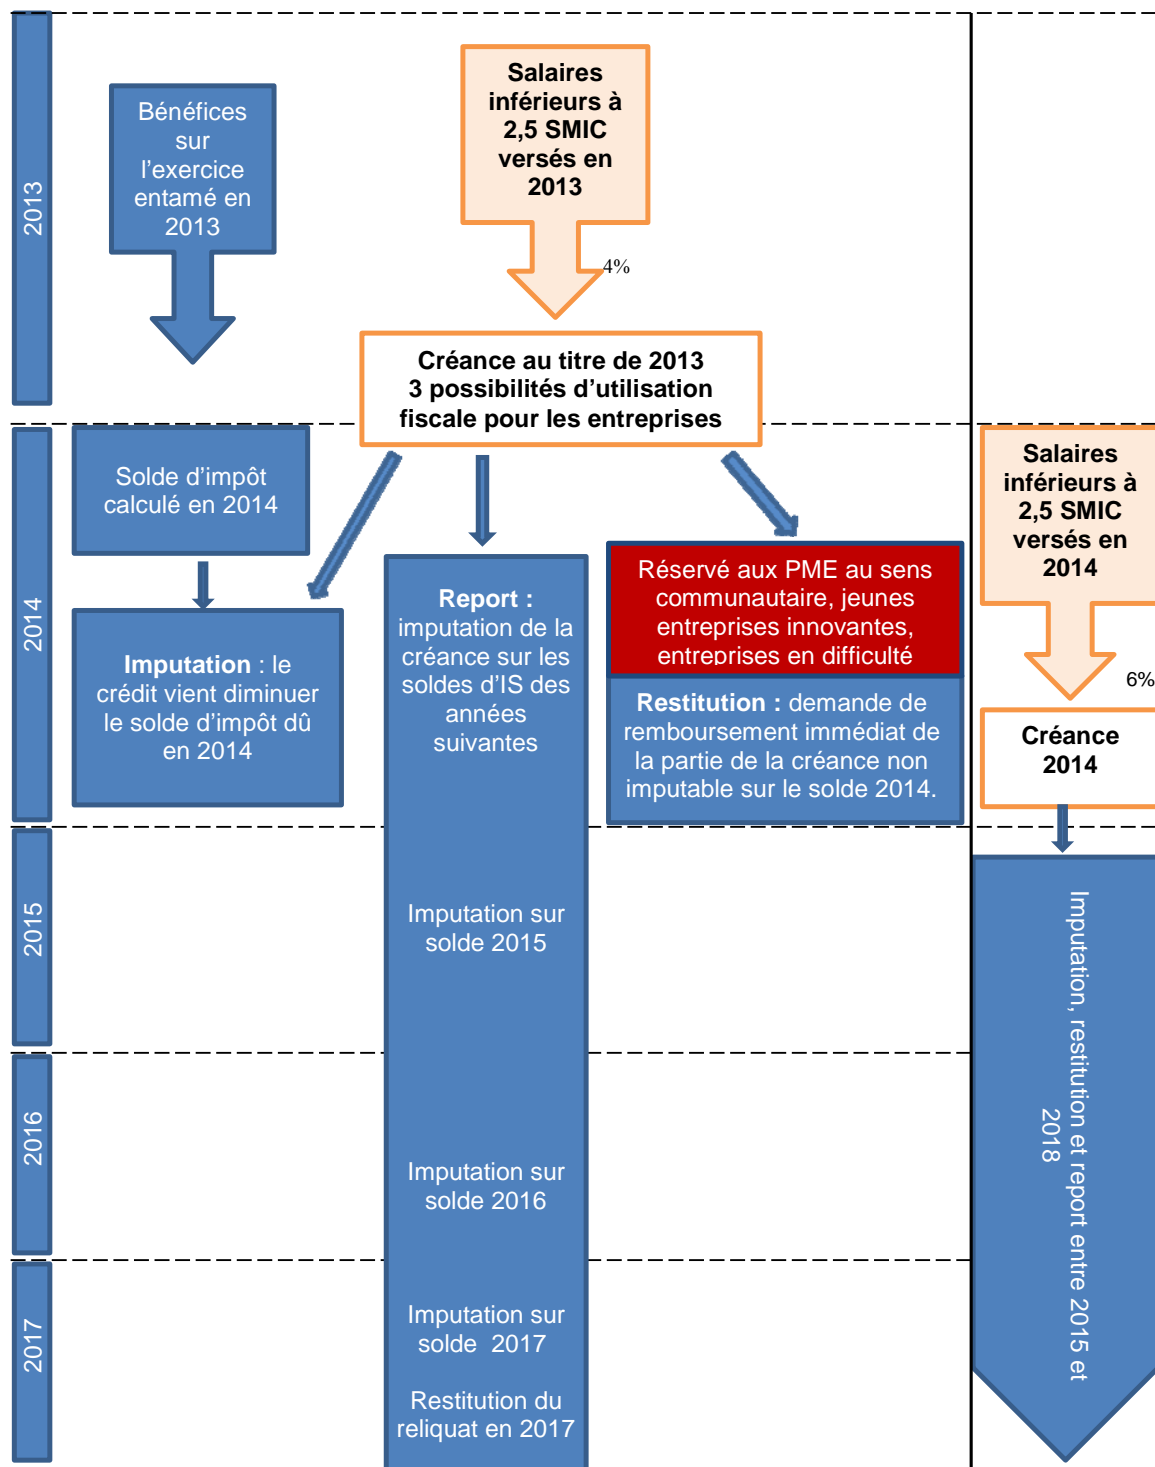 2013
Bénéfices
sur
l’exercice
entamé en
2013
Salaires
inférieurs à
2,5 SMIC
versés en
2013
4%
Créance au titre de 2013
3 possibilités d’utilisation
fiscale pour les entreprises
2014
Solde d’impôt
calculé en 2014
Imputation : le
crédit vient diminuer
le solde d’impôt dû
en 2014
Report :
imputation de la
créance sur les
soldes d’IS des
années
suivantes
Réservé aux PME au sens
communautaire, jeunes
entreprises innovantes,
entreprises en difficulté
Restitution : demande de
remboursement immédiat de
la partie de la créance non
imputable sur le solde 2014.
Salaires
inférieurs à
2,5 SMIC
versés en
2014
6%
Créance
2014
2015
Imputation sur
solde 2015
2016
Imputation sur
solde 2016
2017
Imputation sur
solde 2017
Restitution du
reliquat en 2017
Imputation, restitution et report entre 2015 et
2018